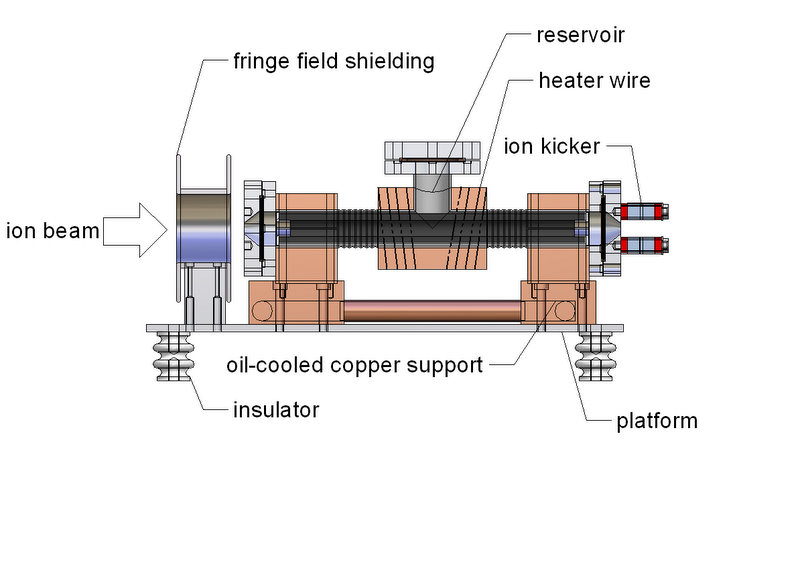 reservoir
fringe field shielding
heater wire
ion kicker
ion beam
oil-cooled copper support
insulator
platform